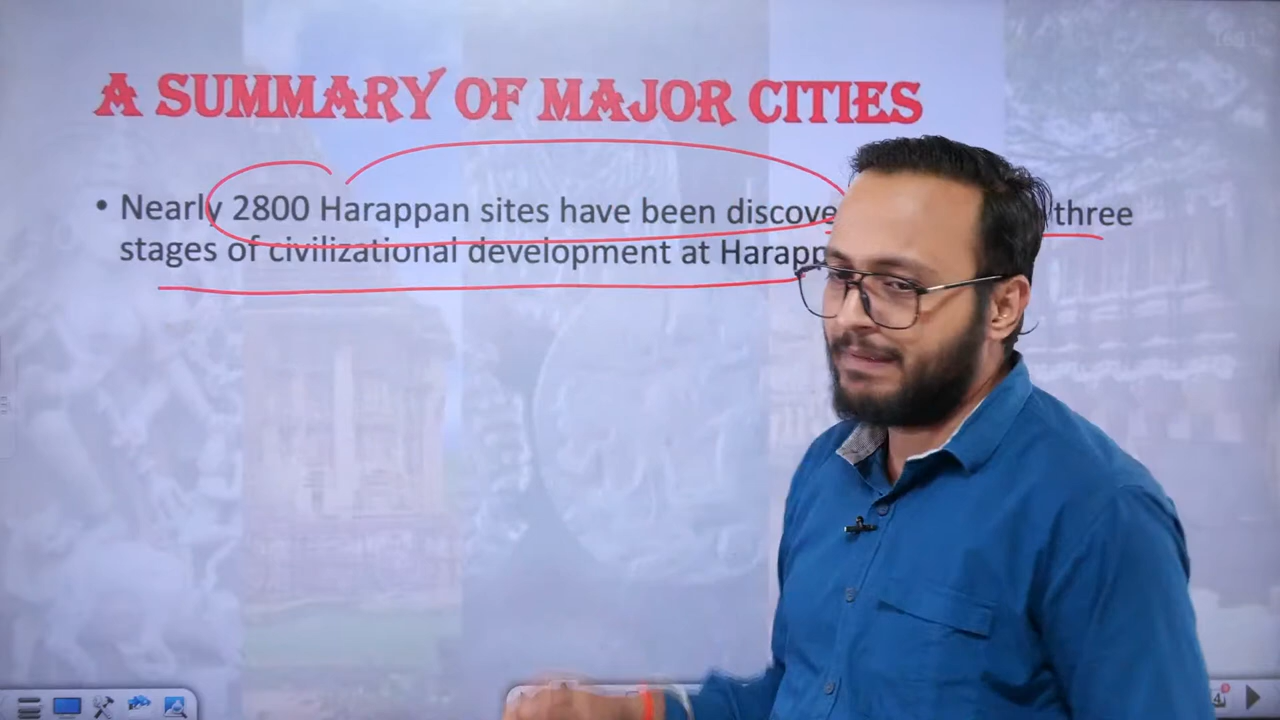 A SUMMARY OF MAJOR CITIES
• Nearly 2800 Harappan sites have been discove three
stages of civilizational development at Harapp